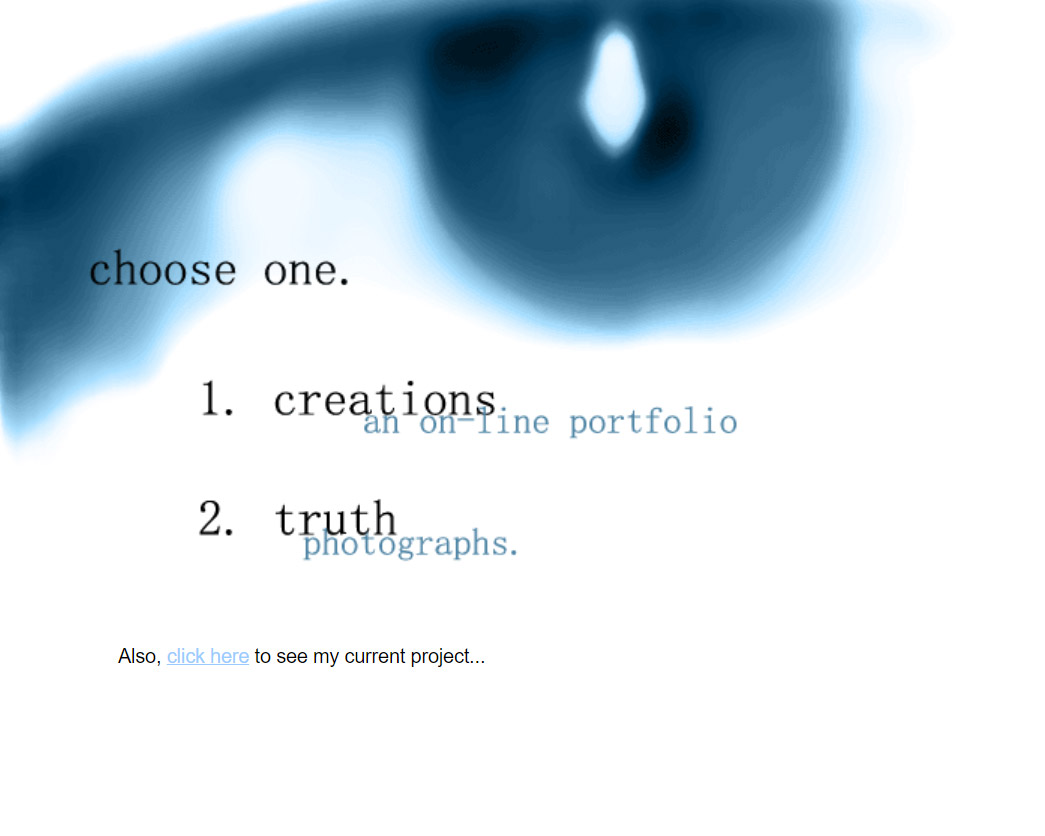 choose one.
1. creations
an on-line portfolio
2. truth
photographs.
Also, click here to see my current project...